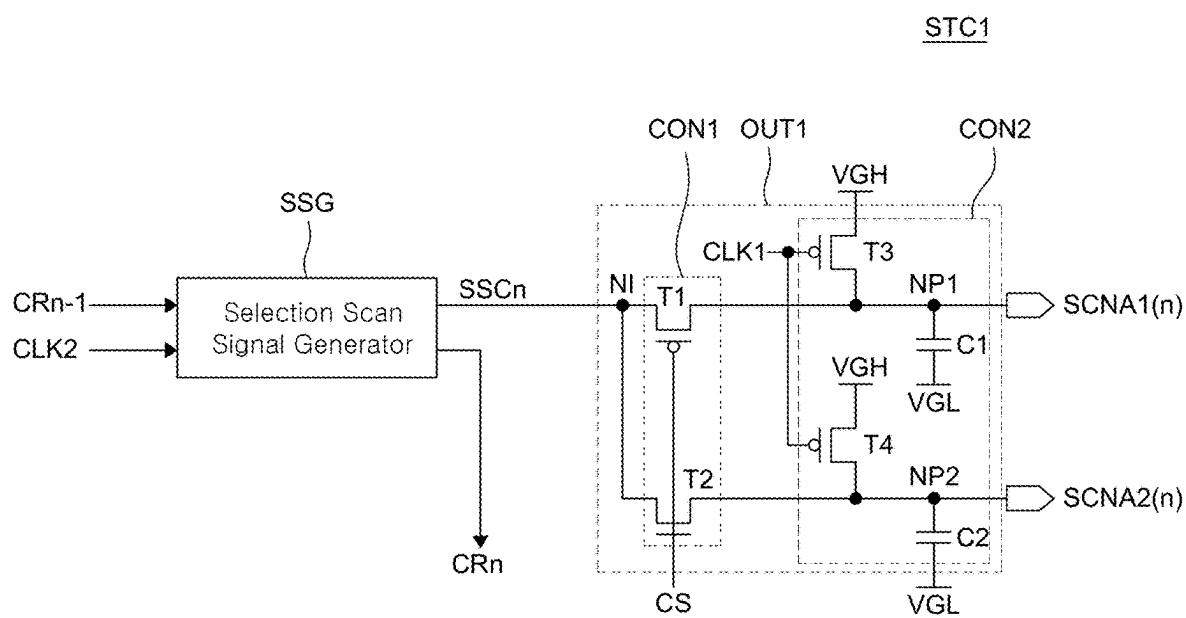 STC1
CON1
OUT1
CON2
VGH
SSG
CLK1
T3
CRn-1
SSCn
NI
T1
NP1
SCNA1(n)
Selection Scan
Signal Generator
CLK2
C1
VGH
VGL
T4
T2
NP2
SCNA2(n)
C2
CRn
CS
VGL